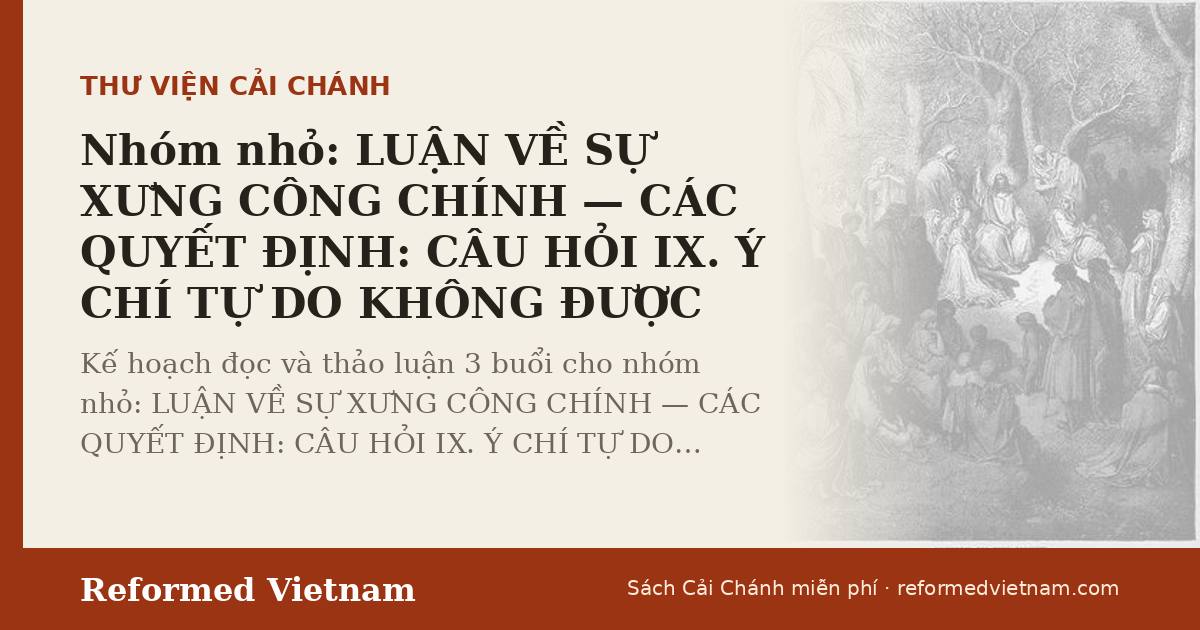 THƯ VIỆN CẢI CHÁNH
Nhóm nhỏ: LUẬN VỀ SỰ
XƯNG CÔNG CHÍNH — CÁC
QUYẾT ĐỊNH: CÂU HỎI IX. Ý
CHÍ TỰ DO KHÔNG ĐƯỢC
Kế hoạch đọc và thảo luận 3 buổi cho nhóm
nhỏ: LUẬN VỀ SỰ XƯNG CÔNG CHÍNH — CÁC
QUYẾT ĐỊNH: CÂU HỎI IX. Ý CHÍ TỰ DO…
Reformed Vietnam
Sách Cải Chánh miễn phí · reformedvietnam.com